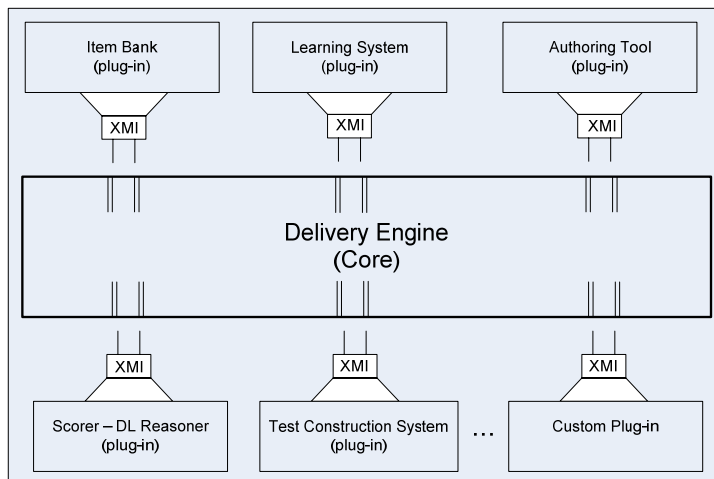 Item Bank
(plug-in)
Learning System
(plug-in)
Authoring Tool
(plug-in)
XMI
XMI
XMI
Delivery Engine
(Core)
XMI
XMI
XMI
Scorer – DL Reasoner
(plug-in)
Test Construction System
(plug-in)
...
Custom Plug-in